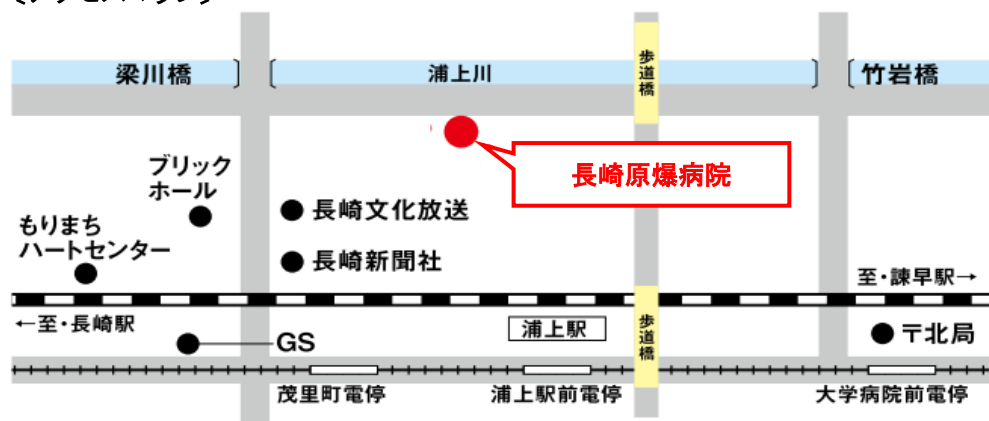 梁川橋
浦上川
歩道橋
竹岩橋
長崎原爆病院
ブリック
ホール
もりまち
ハートセンター
長崎文化放送
長崎新聞社
至・諫早駅→
←至・長崎駅
GS
浦上駅
歩道橋
〒北局
茂里町電停
浦上駅前電停
大学病院前電停